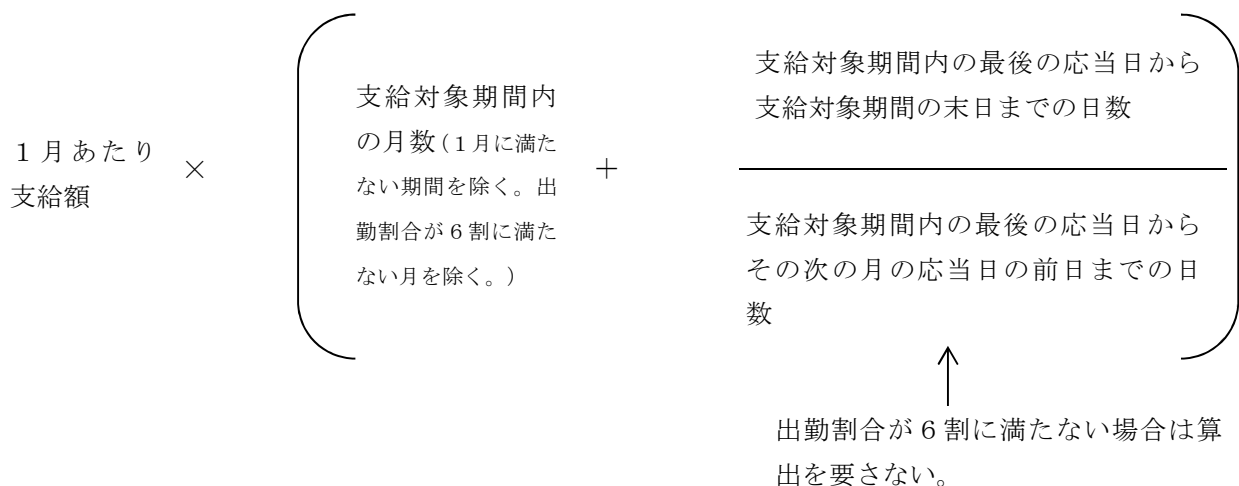 １月あたり
支給額
×
支給対象期間内
の月数（１月に満た
ない期間を除く。出
勤割合が６割に満た
ない月を除く。）
＋
支給対象期間内の最後の応当日から
支給対象期間の末日までの日数
支給対象期間内の最後の応当日から
その次の月の応当日の前日までの日
数
出勤割合が６割に満たない場合は算
出を要さない。